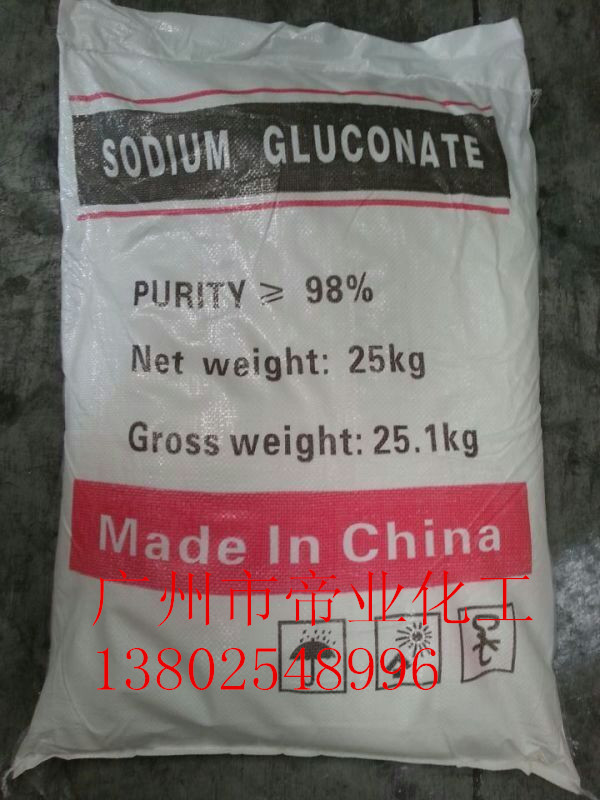 SODIUM GLUCONATE
PURITY ≥ 98%
Net weight: 25kg
Gross weight: 25.1kg
Made In China
广州市帝业化工
13802548996